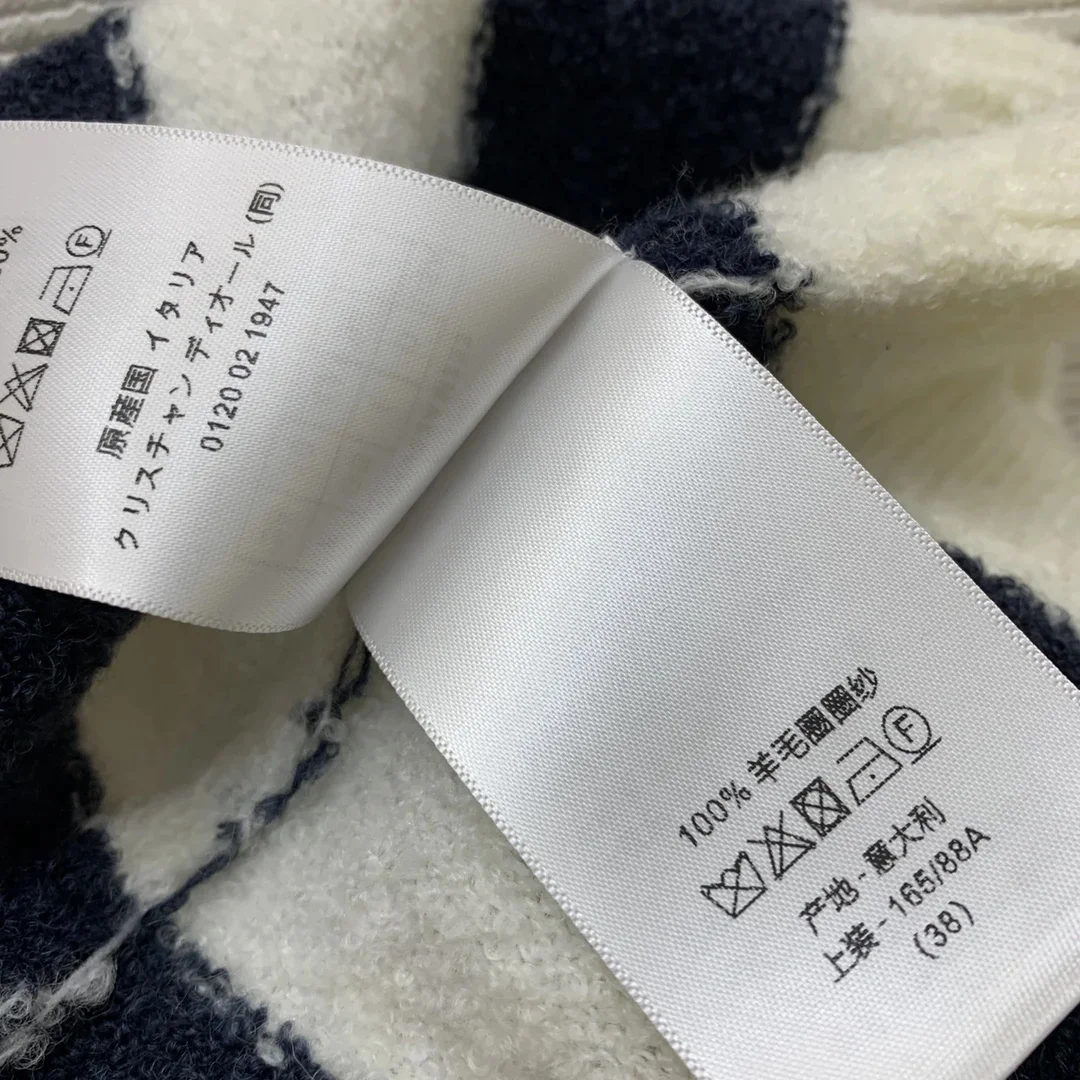 0%
原産国 イタリア
クリスチャン ディオール (同)
0120 02 1947
100% 羊毛圈圈纱
F
产地 - 意大利
上装 - 165/88A
(38)